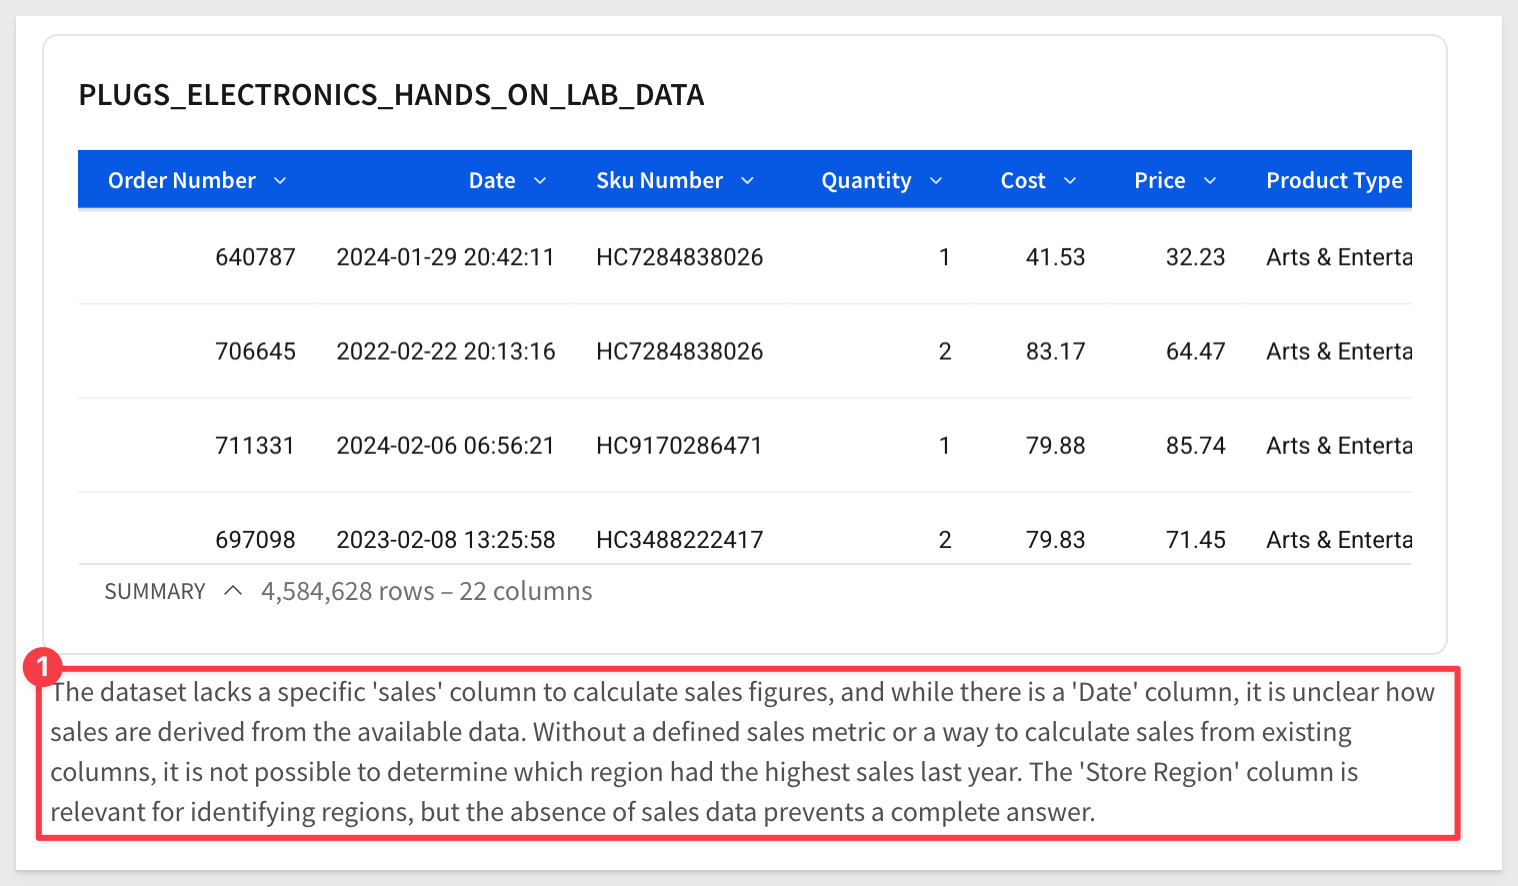 PLUGS_ELECTRONICS_HANDS_ON_LAB_DATA
Order Number Date Sku Number Quantity Cost Price Product Type
640787 2024-01-29 20:42:11 HC7284838026 1 41.53 32.23 Arts & Enterta
706645 2022-02-22 20:13:16 HC7284838026 2 83.17 64.47 Arts & Enterta
711331 2024-02-06 06:56:21 HC9170286471 1 79.88 85.74 Arts & Enterta
697098 2023-02-08 13:25:58 HC3488222417 2 79.83 71.45 Arts & Enterta
SUMMARY 4,584,628 rows – 22 columns
1
The dataset lacks a specific 'sales' column to calculate sales figures, and while there is a 'Date' column, it is unclear how
sales are derived from the available data. Without a defined sales metric or a way to calculate sales from existing
columns, it is not possible to determine which region had the highest sales last year. The 'Store Region' column is
relevant for identifying regions, but the absence of sales data prevents a complete answer.